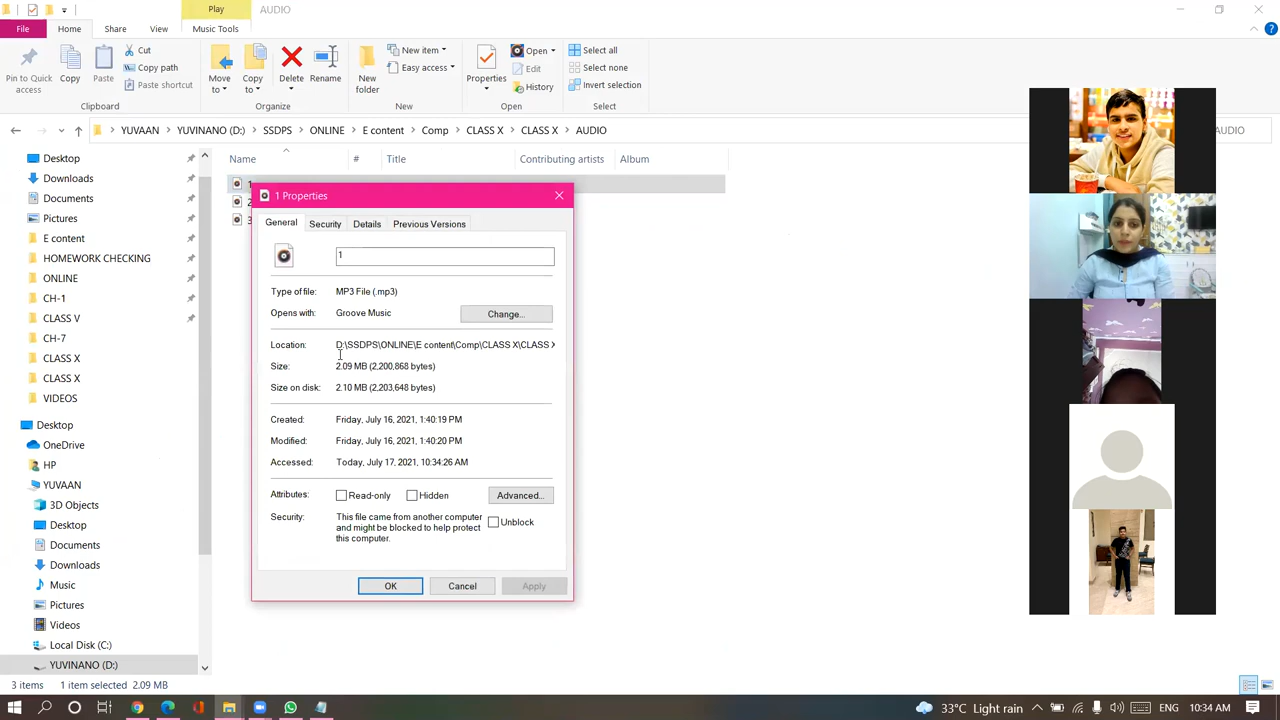 Play
AUDIO
File
Home
Share
View
Music Tools
Pin to Quick access
Copy
Paste
Cut
Copy path
Paste shortcut
Move to
Copy to
Delete
Rename
New folder
New item
Easy access
Properties
Open
Edit
History
Select all
Select none
Invert selection
Clipboard
Organize
New
Open
Select
YUVAAN > YUVINANO (D:) > SSDPS > ONLINE > E content > Comp > CLASS X > CLASS X > AUDIO
AUDIO
Name
#
Title
Contributing artists
Album
1
2
3
Desktop
Downloads
Documents
Pictures
E content
HOMEWORK CHECKING
ONLINE
CH-1
CLASS V
CH-7
CLASS X
CLASS X
VIDEOS
Desktop
OneDrive
HP
YUVAAN
3D Objects
Desktop
Documents
Downloads
Music
Pictures
Videos
Local Disk (C:)
YUVINANO (D:)
1 Properties
General
Security
Details
Previous Versions
1
Type of file: MP3 File (.mp3)
Opens with: Groove Music
Change...
Location: D:\SSDPS\ONLINE\E content\Comp\CLASS X\CLASS X
Size: 2.09 MB (2,200,868 bytes)
Size on disk: 2.10 MB (2,203,648 bytes)
Created: Friday, July 16, 2021, 1:40:19 PM
Modified: Friday, July 16, 2021, 1:40:20 PM
Accessed: Today, July 17, 2021, 10:34:26 AM
Attributes: Read-only Hidden
Advanced...
Security: This file came from another computer
and might be blocked to help protect
this computer.
Unblock
OK
Cancel
Apply
3 items 1 item selected 2.09 MB
33°C Light rain
ENG
10:34 AM